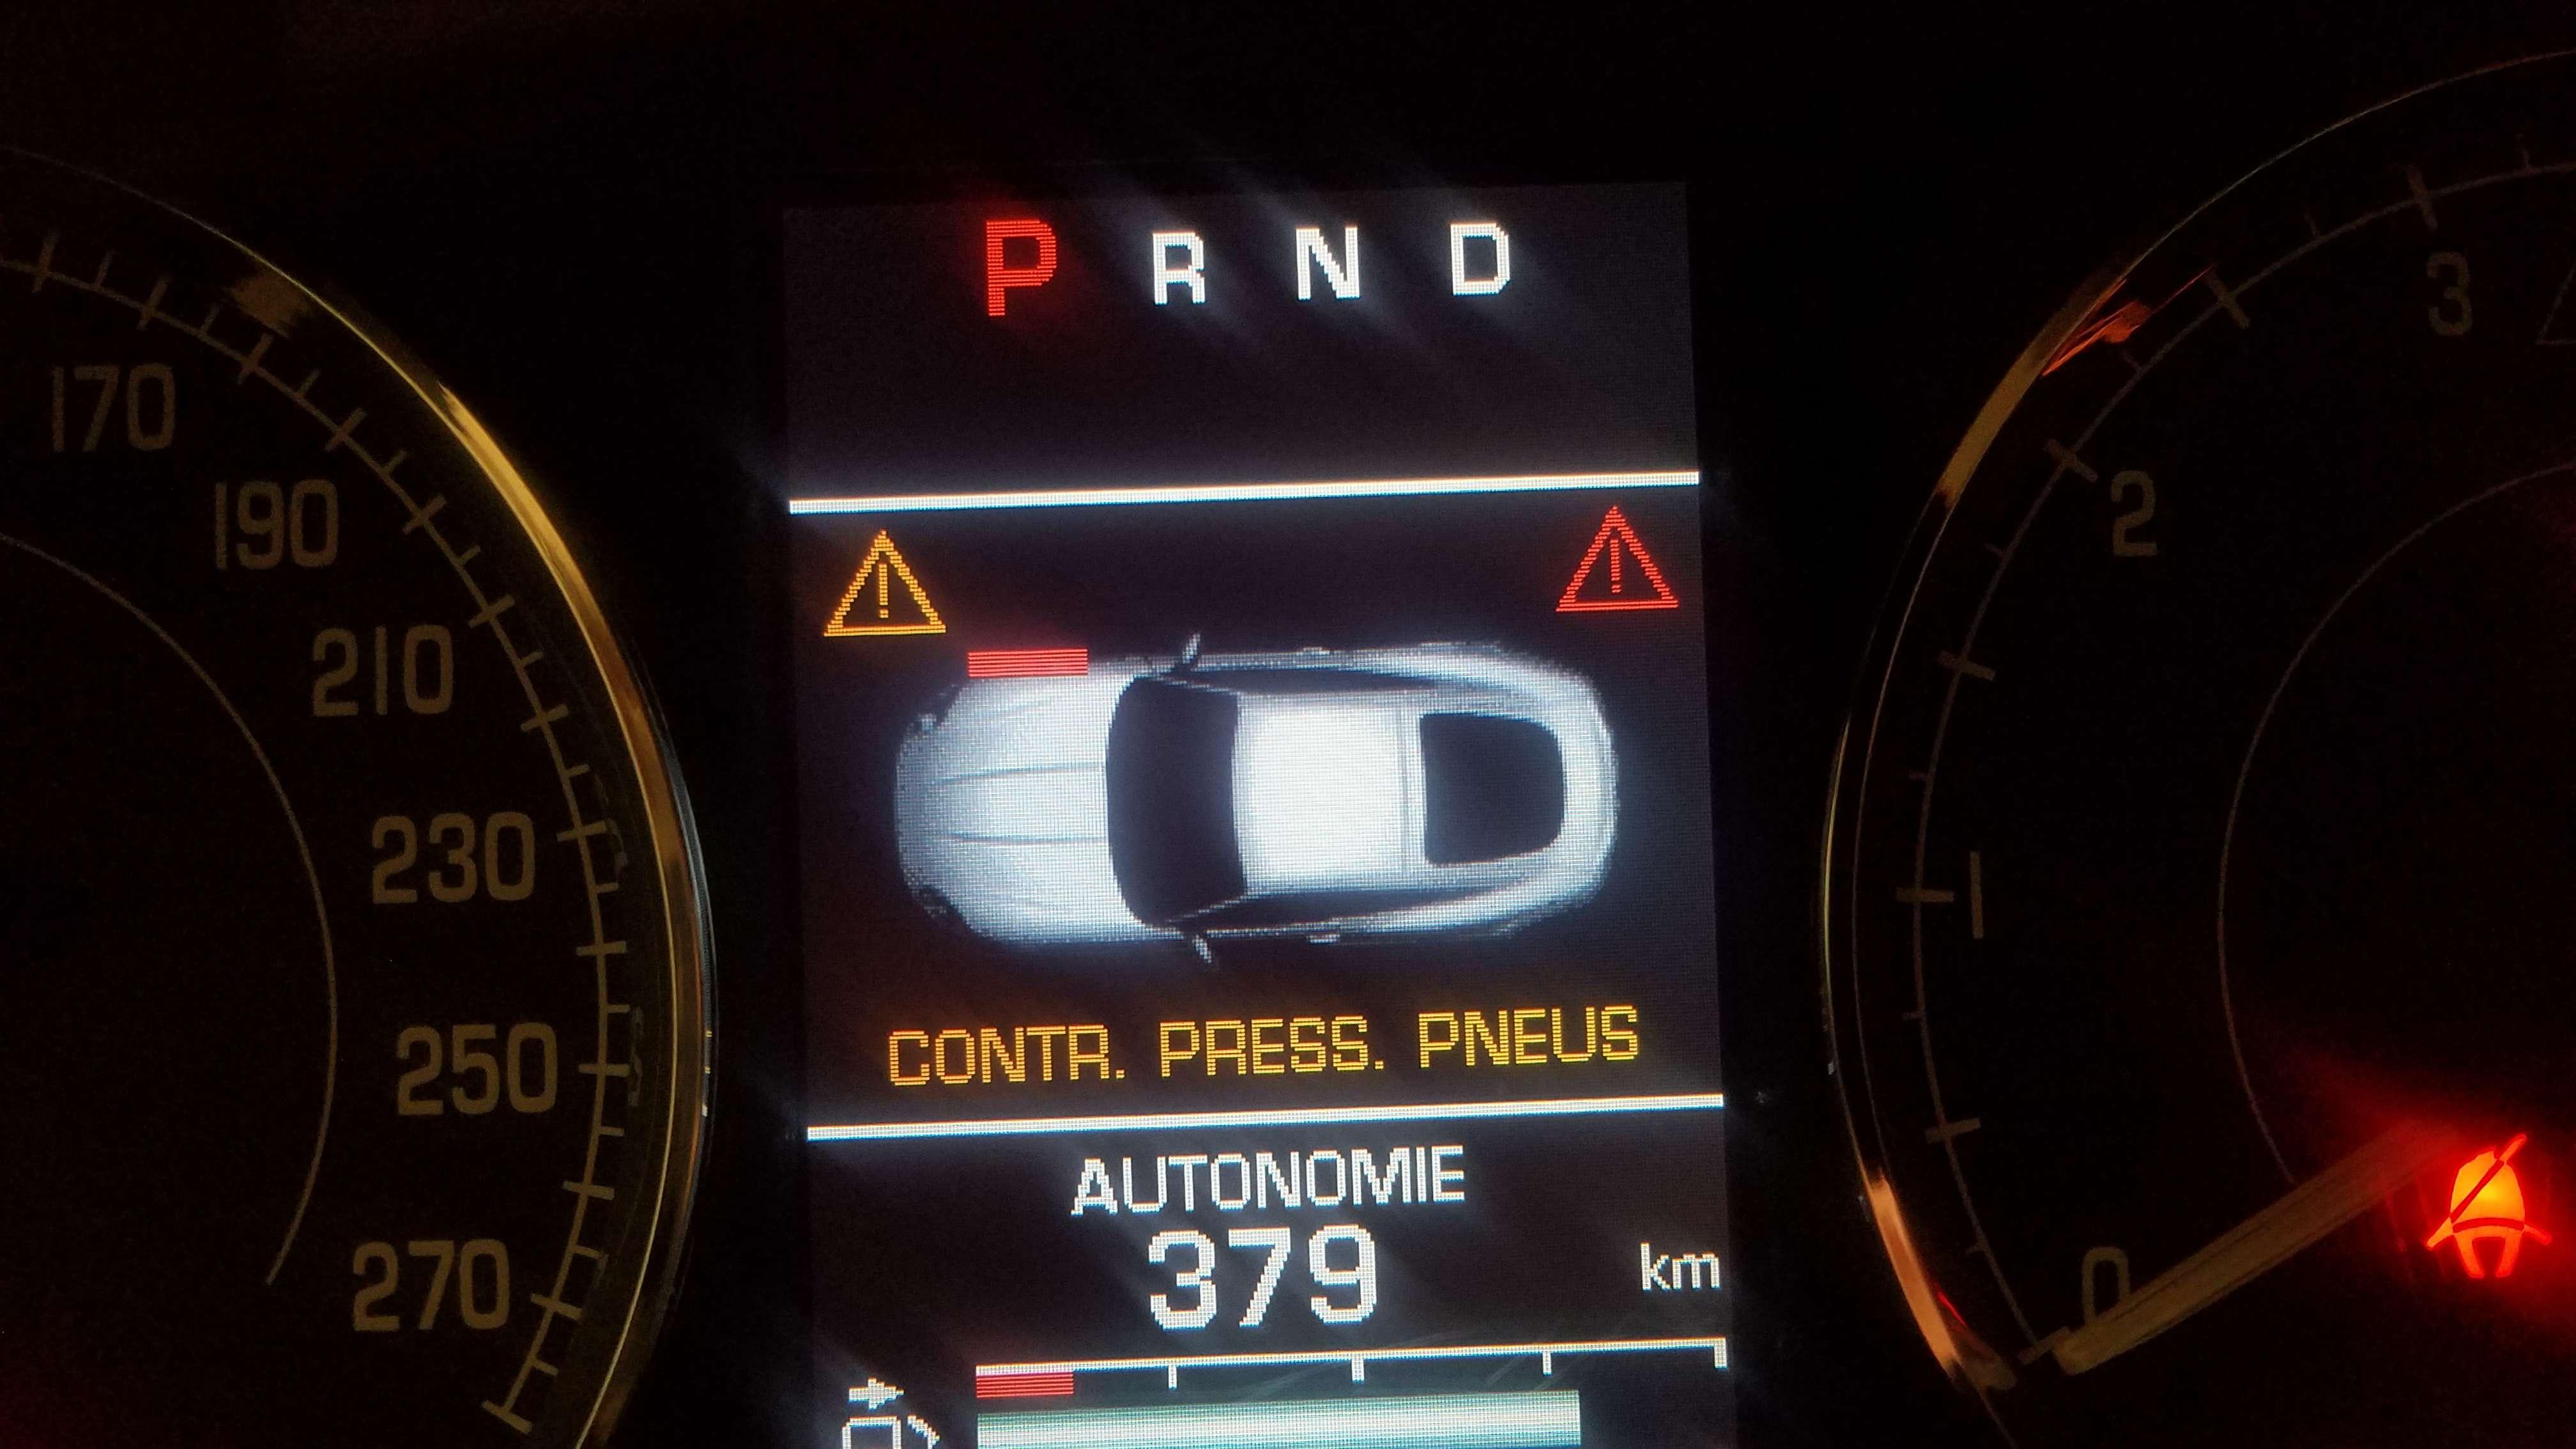 P R N D
170
190
210
230
250
270
3
2
1
0
CONTR. PRESS. PNEUS
AUTONOMIE
379 km